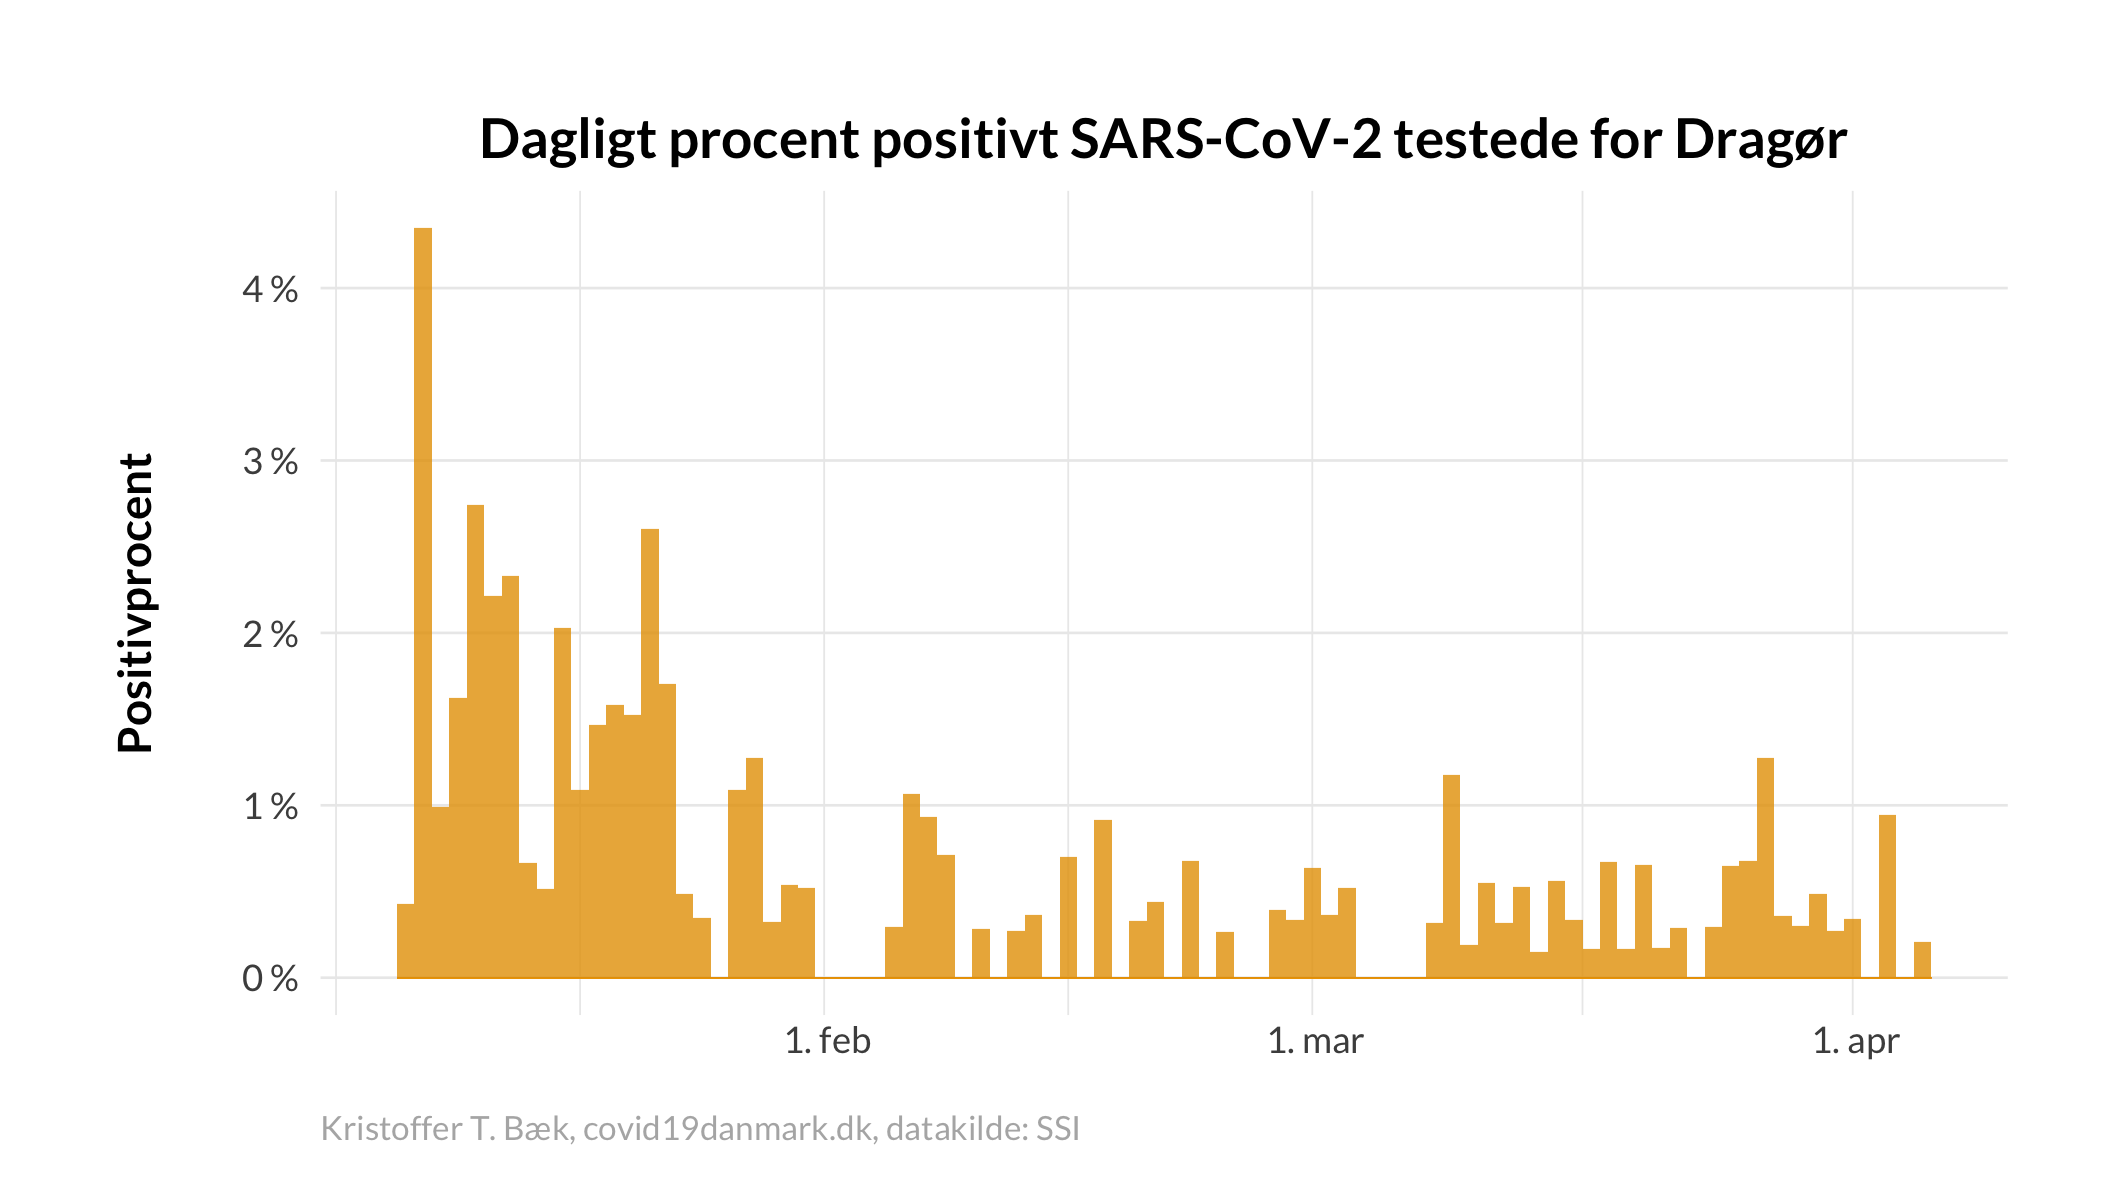 Dagligt procent positivt SARS-CoV-2 testede for Dragør
Positivprocent
4 %
3 %
2 %
1 %
0 %
1. feb
1. mar
1. apr
Kristoffer T. Bæk, covid19danmark.dk, datakilde: SSI